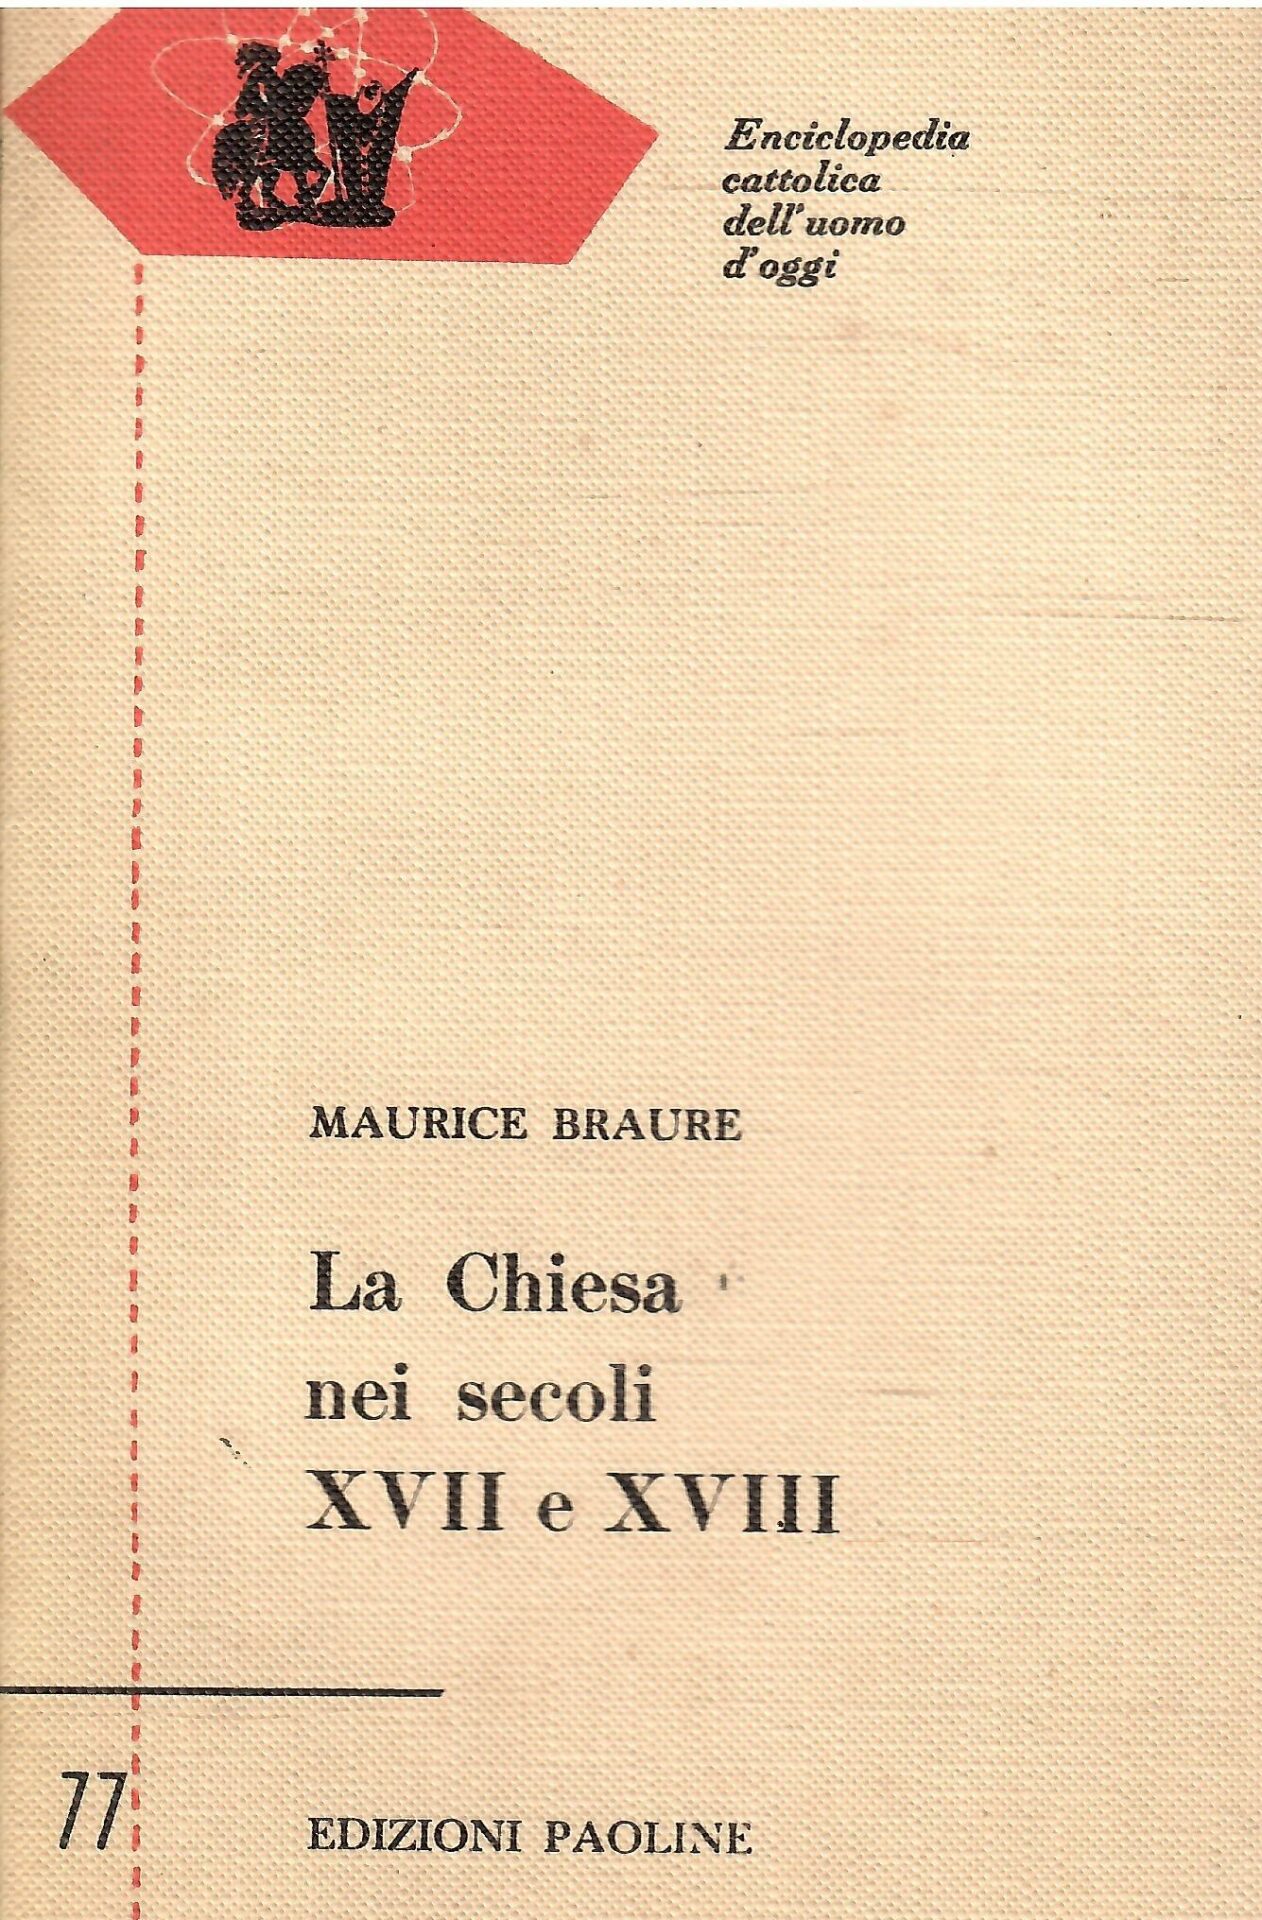 Enciclopedia
cattolica
dell'uomo
d'oggi
MAURICE BRAURE
La Chiesa
nei secoli
XVII e XVIII
77
EDIZIONI PAOLINE